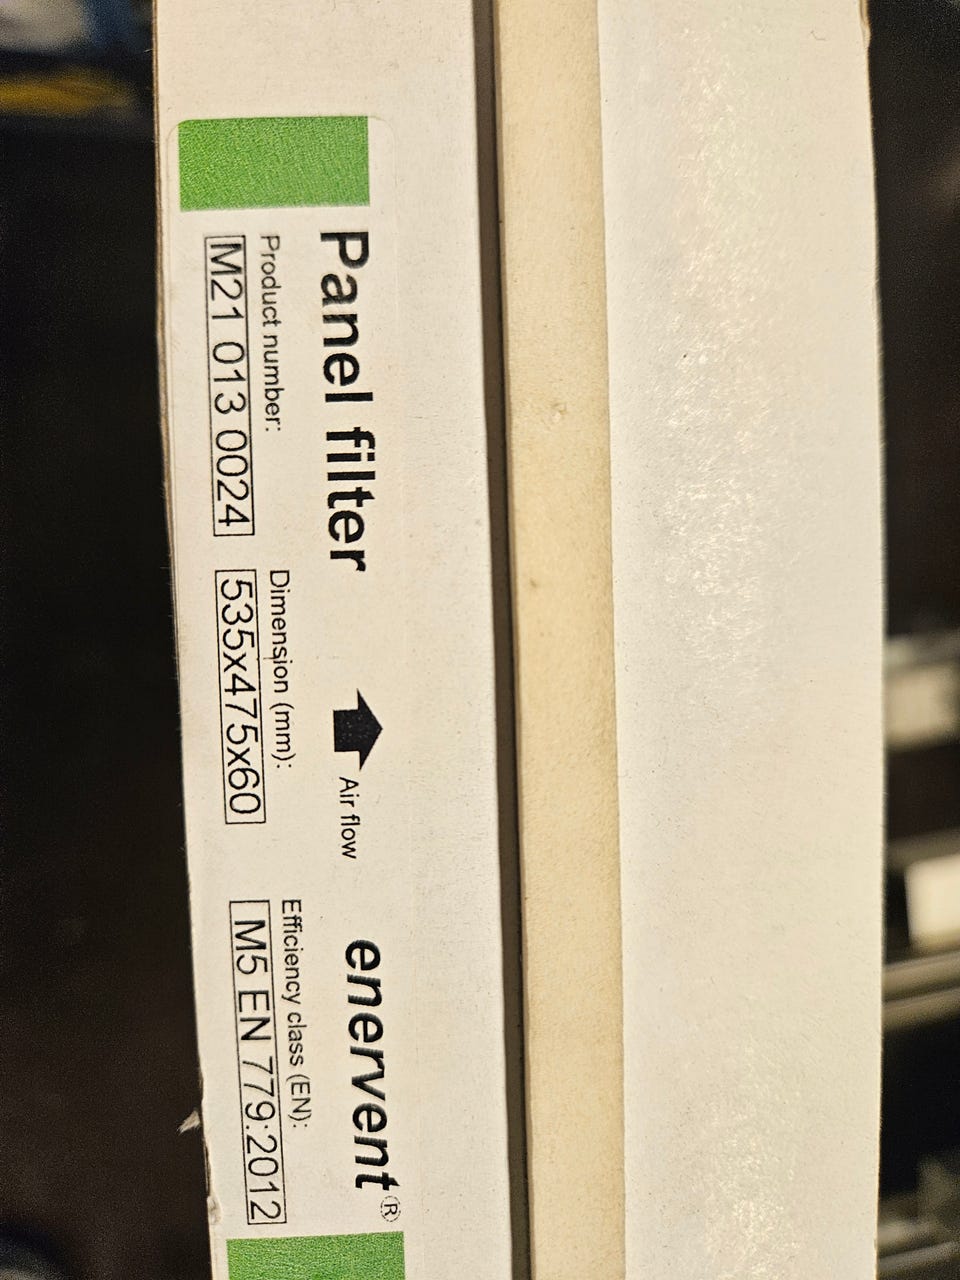 Panel filter
Air flow
enervent®
Product number:
Dimension (mm):
Efficiency class (EN):
M21 013 0024
535x475x60
M5 EN 779:2012